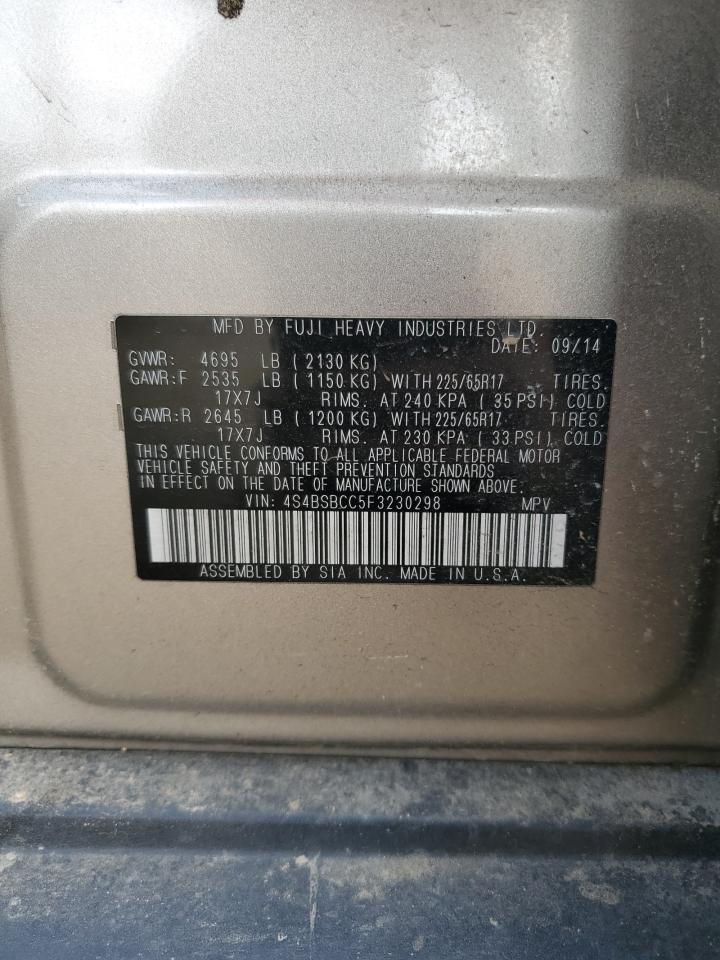 MFD BY FUJI HEAVY INDUSTRIES LTD.
DATE: 09/14
GVWR: 4695 LB ( 2130 KG)
GAWR:F 2535 LB ( 1150 KG) WITH 225/65R17 TIRES.
17X7J RIMS. AT 240 KPA ( 35 PSI) COLD
GAWR:R 2645 LB ( 1200 KG) WITH 225/65R17 TIRES.
17X7J RIMS. AT 230 KPA ( 33 PSI) COLD
THIS VEHICLE CONFORMS TO ALL APPLICABLE FEDERAL MOTOR
VEHICLE SAFETY AND THEFT PREVENTION STANDARDS
IN EFFECT ON THE DATE OF MANUFACTURE SHOWN ABOVE.
VIN: 4S4BSBCC5F3230298 MPV
ASSEMBLED BY SIA INC. MADE IN U.S.A.